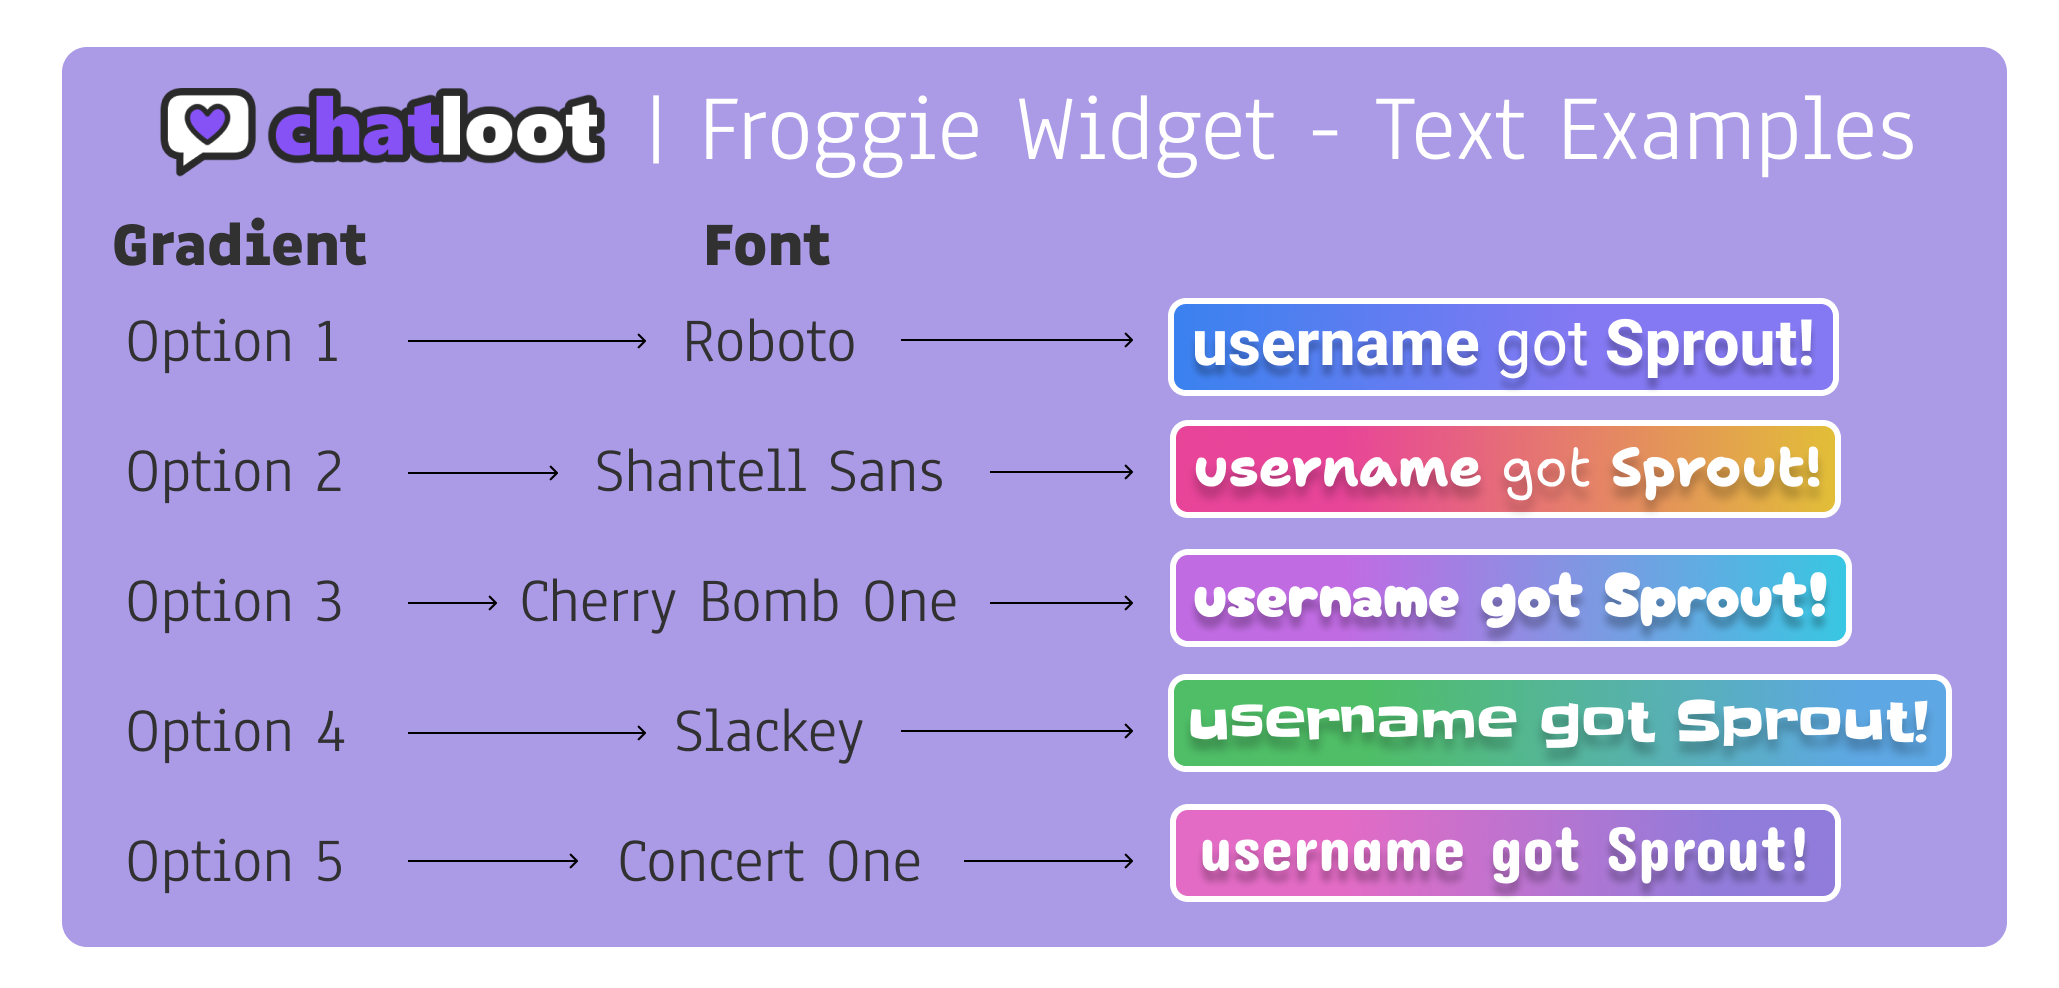 chatloot | Froggie Widget - Text Examples
Gradient Font
Option 1 Roboto username got Sprout!
Option 2 Shantell Sans username got Sprout!
Option 3 Cherry Bomb One username got Sprout!
Option 4 Slackey username got Sprout!
Option 5 Concert One username got Sprout!